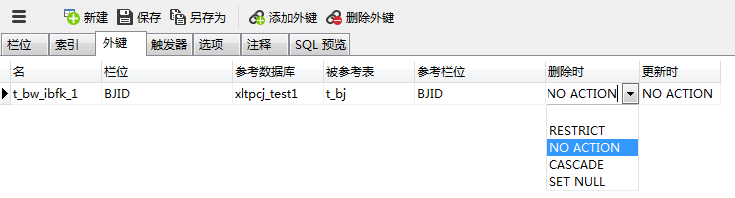 新建 保存 另存为 添加外键 删除外键
栏位 索引 外键 触发器 选项 注释 SQL 预览
名 栏位 参考数据库 被参考表 参考栏位 删除时 更新时
t_bw_ibfk_1 BJID xltpcj_test1 t_bj BJID NO ACTION NO ACTION
RESTRICT
NO ACTION
CASCADE
SET NULL